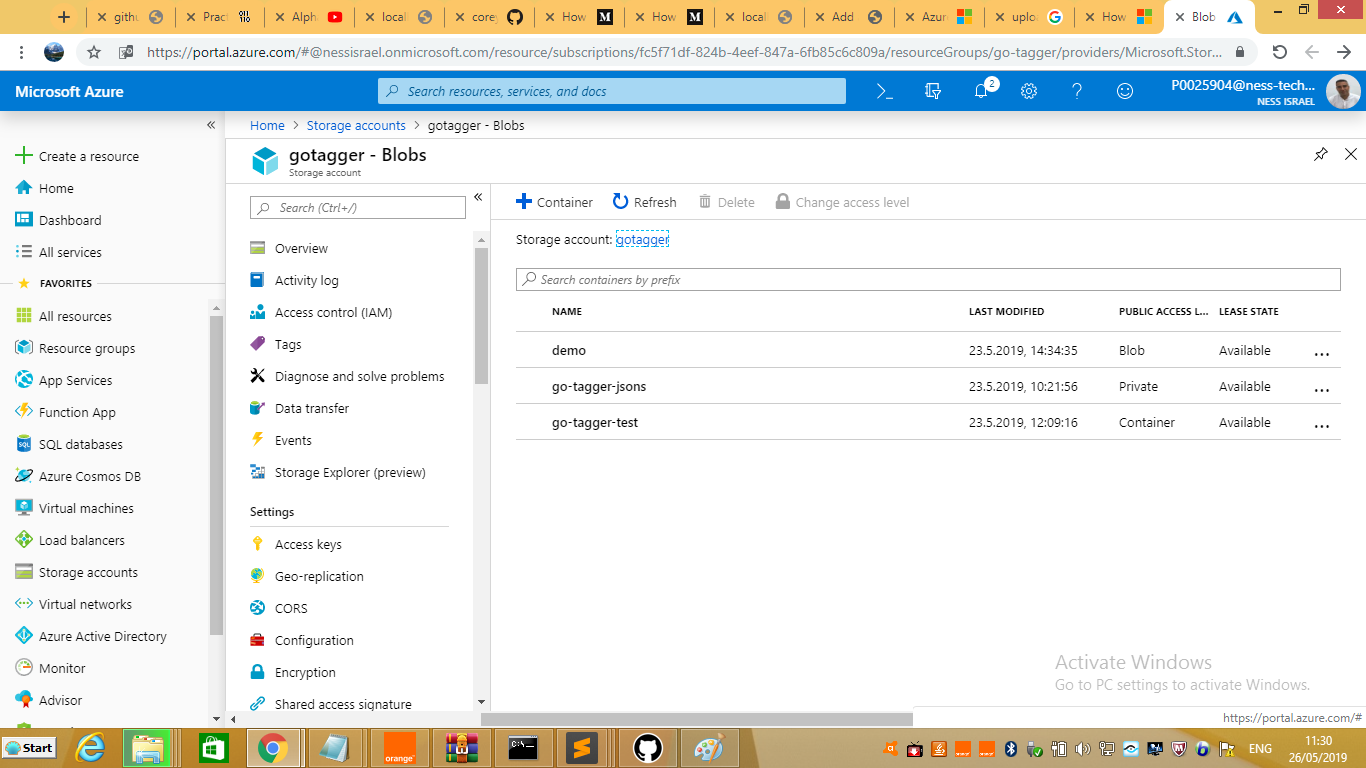 githu
Pract
Alpha
local
corey
How
How
local
Add
Azur
uploa
How
Blob
https://portal.azure.com/#@nessisrael.onmicrosoft.com/resource/subscriptions/fc5f71df-824b-4eef-847a-6fb85c6c809a/resourceGroups/go-tagger/providers/Microsoft.Stor...
Microsoft Azure
Search resources, services, and docs
2
P0025904@ness-tech...
NESS ISRAEL
Create a resource
Home
Dashboard
All services
FAVORITES
All resources
Resource groups
App Services
Function App
SQL databases
Azure Cosmos DB
Virtual machines
Load balancers
Storage accounts
Virtual networks
Azure Active Directory
Monitor
Advisor
Home > Storage accounts > gotagger - Blobs
gotagger - Blobs
Storage account
Search (Ctrl+/)
Overview
Activity log
Access control (IAM)
Tags
Diagnose and solve problems
Data transfer
Events
Storage Explorer (preview)
Settings
Access keys
Geo-replication
CORS
Configuration
Encryption
Shared access signature
Container Refresh Delete Change access level
Storage account: gotagger
Search containers by prefix
NAME LAST MODIFIED PUBLIC ACCESS L... LEASE STATE
demo 23.5.2019, 14:34:35 Blob Available ...
go-tagger-jsons 23.5.2019, 10:21:56 Private Available ...
go-tagger-test 23.5.2019, 12:09:16 Container Available ...
Activate Windows
Go to PC settings to activate Windows.
https://portal.azure.com/#
Start
orange
ENG
11:30
26/05/2019